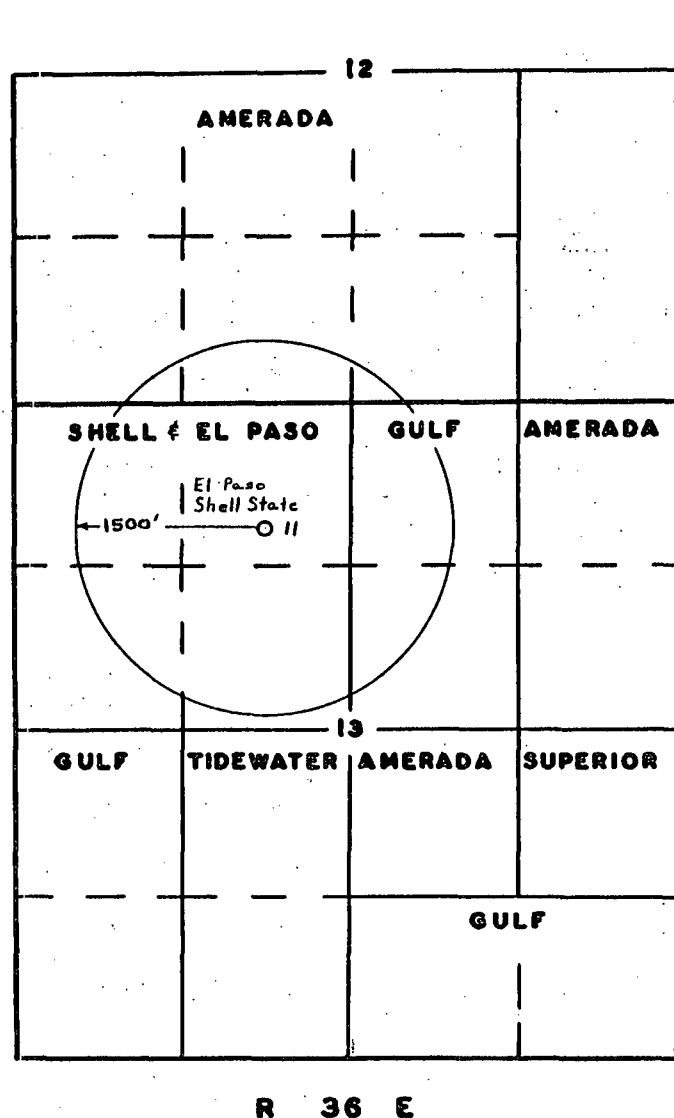 12
AMERADA
SHELL & EL PASO GULF AMERADA
El Paso
Shell State
1500' 11
13
GULF TIDEWATER AMERADA SUPERIOR
GULF
R 36 E